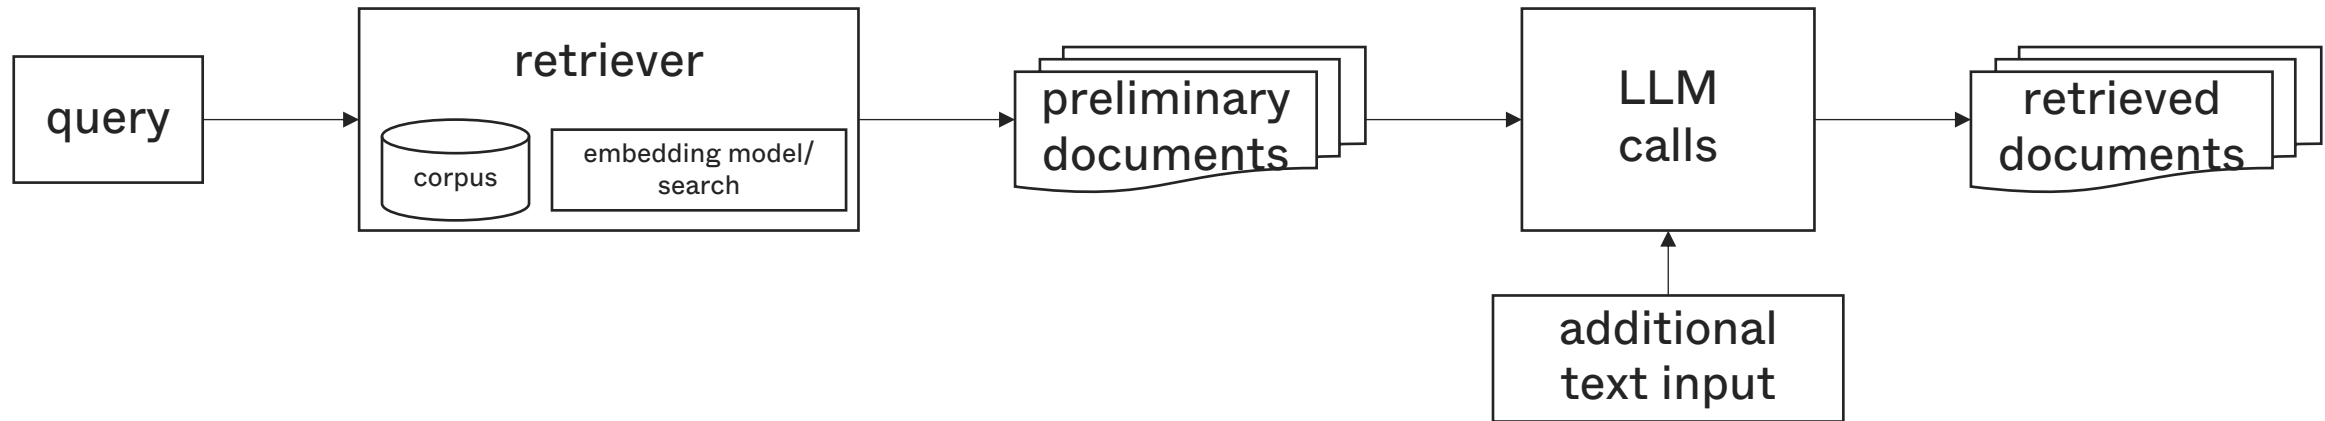 query
retriever
corpus
embedding model/
search
preliminary
documents
LLM
calls
additional
text input
retrieved
documents